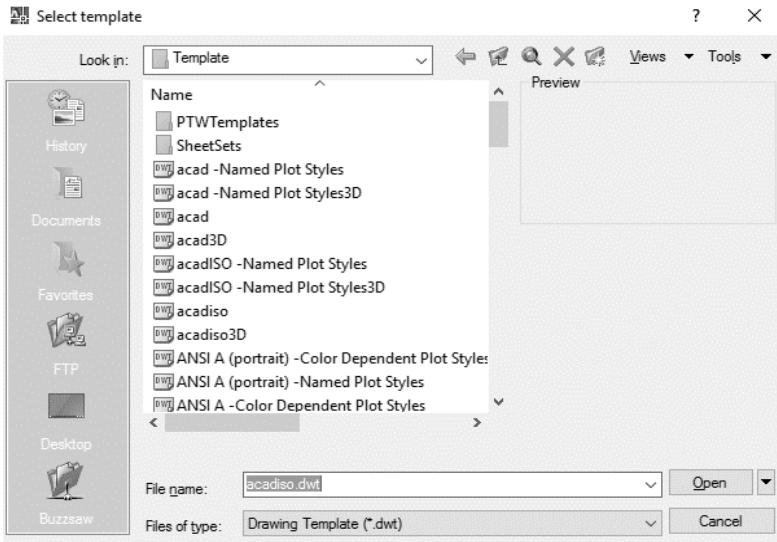 Select template
Look in: Template Views Tools
Preview
Name
PTWTemplates
SheetSets
acad -Named Plot Styles
acad -Named Plot Styles3D
acad
acad3D
acadISO -Named Plot Styles
acadISO -Named Plot Styles3D
acadiso
acadiso3D
ANSI A (portrait) -Color Dependent Plot Styles
ANSI A (portrait) -Named Plot Styles
ANSI A -Color Dependent Plot Styles
History
Documents
Favorites
FTP
Desktop
Buzzsaw
File name: acadiso.dwt Open
Files of type: Drawing Template (*.dwt) Cancel